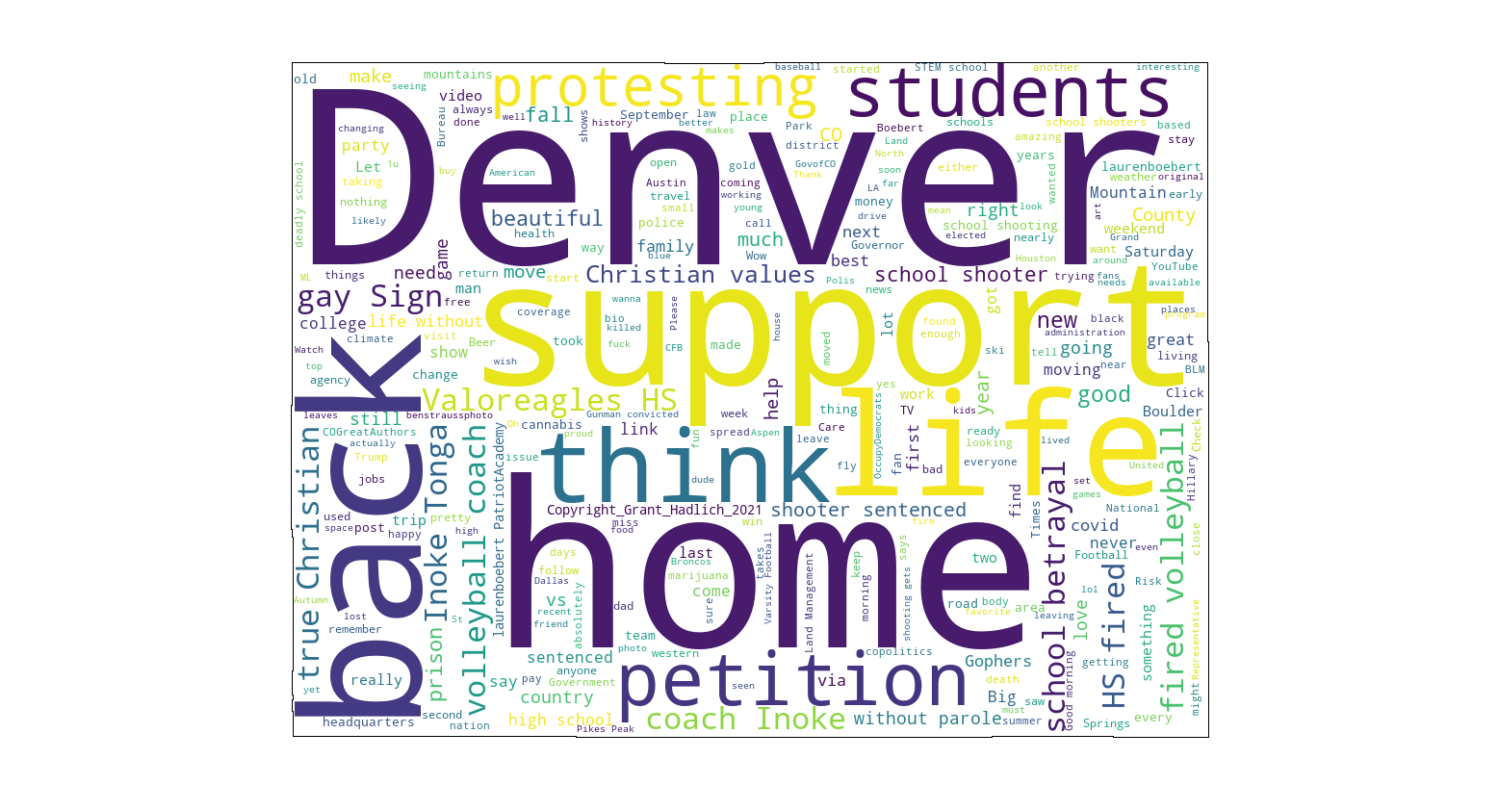 old
seeing
make
mountains
protesting
baseball
started
students
STEM school
another
interesting
video
always
done
well
fall
history
shows
September
law
better
makes
place
Park
district
CO
Boebert
Land
schools
school shooters
amazing
based
stay
Denver
changing
party
Let
lu
taking
nothing
likely
Bureau
buy
American
beautiful
health
open
Austin
travel
small
police
family
way
blue
coming
working
young
call
Wow
much
gold
GovofCO
Thank
LA
far
soon
North
money
drive
next
Governor
best
either
mean
right
look
school shooting
elected
nearly
years
wanted
laurenboebert
weather
original
Mountain
early
art
County
weekend
want
Grand
around
Saturday
Houston
deadly school
ML
things
need
game
return
move
start
Christian values
Polis
school shooter
trying
fans
needs
YouTube
available
gay Sign
man
free
college
life without
climate
visit
Watch
top
agency
show
Beer
change
coverage
wish
support
wanna
bio
killed
took
fuck
Please
CFB
made
house
moved
news
lot
found
enough
got
ski
new
black
administration
tell
going
moving
near
places
program
great
living
BLM
back
leaves
still
benstraussphoto
Valoreagles HS
COGreatAuthors
actually
Trump
jobs
Oh
cannabis
proud
Gunman convicted
link
week
spread
fun
Aspen
help
thing
leave
yes
work
TV
kids
year
life
good
Click
Boulder
Check
Hillary
United
think
issue
dude
Care
fly
OccupyDemocrats
fan
first
bad
ready
looking
lived
everyone
set
games
true Christian
Inoke Tonga
volleyball coach
laurenboebert PatriotAcademy
Copyright_Grant_Hadlich_2021
shooter sentenced
find
Times
school betrayal
covid
National
never
even
close
fired volleyball
used
space
post
trip
happy
pretty
high
home
miss
food
win
fire
days
follow
Dallas
recent
friend
vs
absolutely
dad
Broncos
last
marijuana
come
sure
takes
Varsity Football
Land Management
keep
morning
shooting gets
says
two
road
body
favorite
area
leaving
love
Football
Risk
lol
HS fired
something
might
Representative
Autumn
lost
yet
remember
St
really
prison
team
photo
western
sentenced
anyone
pay
Government
say
country
petition
seen
via
copolitics
Gophers
death
Big
saw
must
summer
Good morning
getting
Springs
every
headquarters
second
nation
high school
Pikes Peak
coach Inoke
without parole